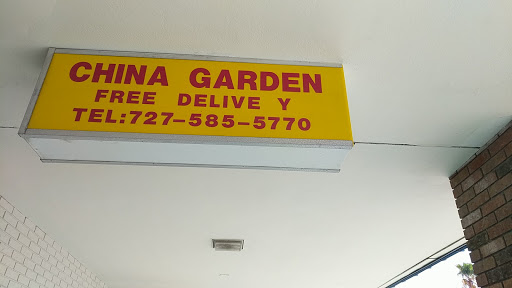 CHINA GARDEN
FREE DELIVE Y
TEL:727-585-5770